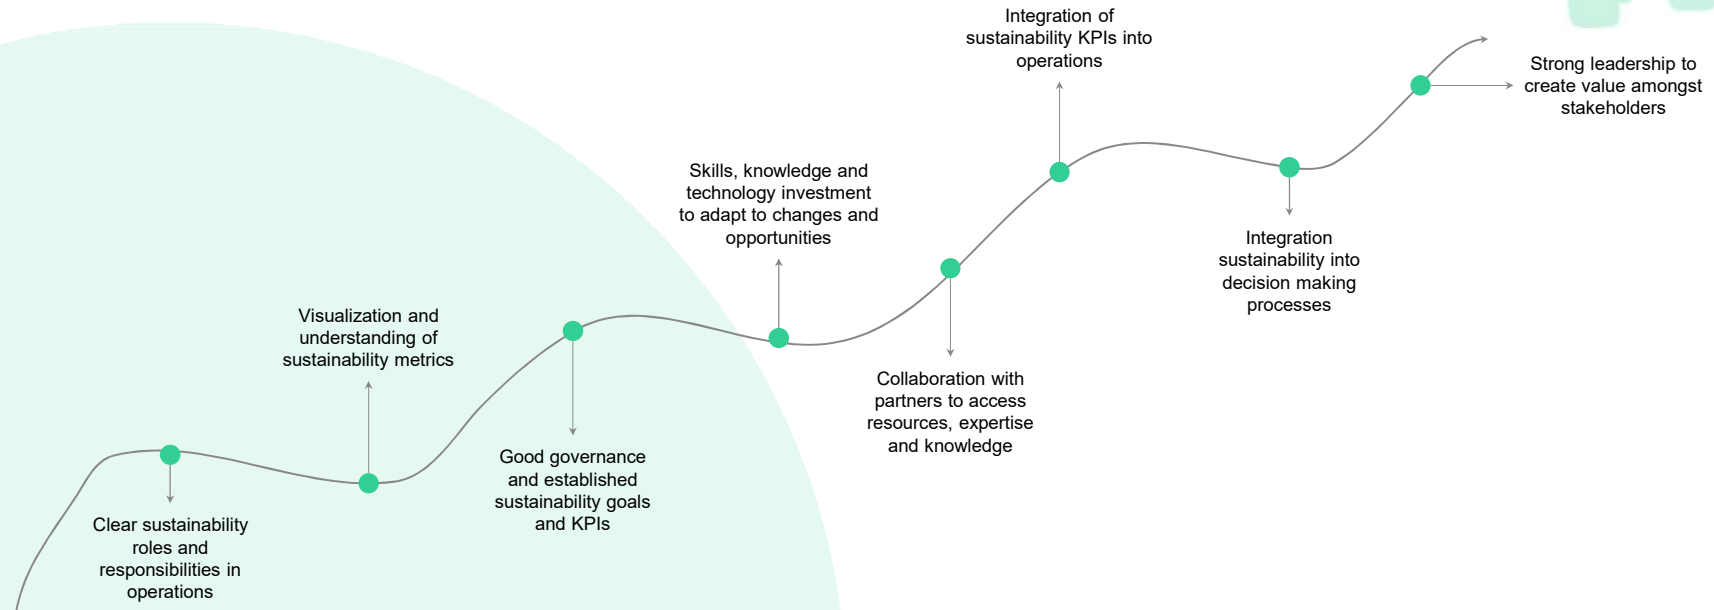 Clear sustainability
roles and
responsibilities in
operations
Visualization and
understanding of
sustainability metrics
Good governance
and established
sustainability goals
and KPIs
Skills, knowledge and
technology investment
to adapt to changes and
opportunities
Collaboration with
partners to access
resources, expertise
and knowledge
Integration of
sustainability KPIs into
operations
Integration
sustainability into
decision making
processes
Strong leadership to
create value amongst
stakeholders